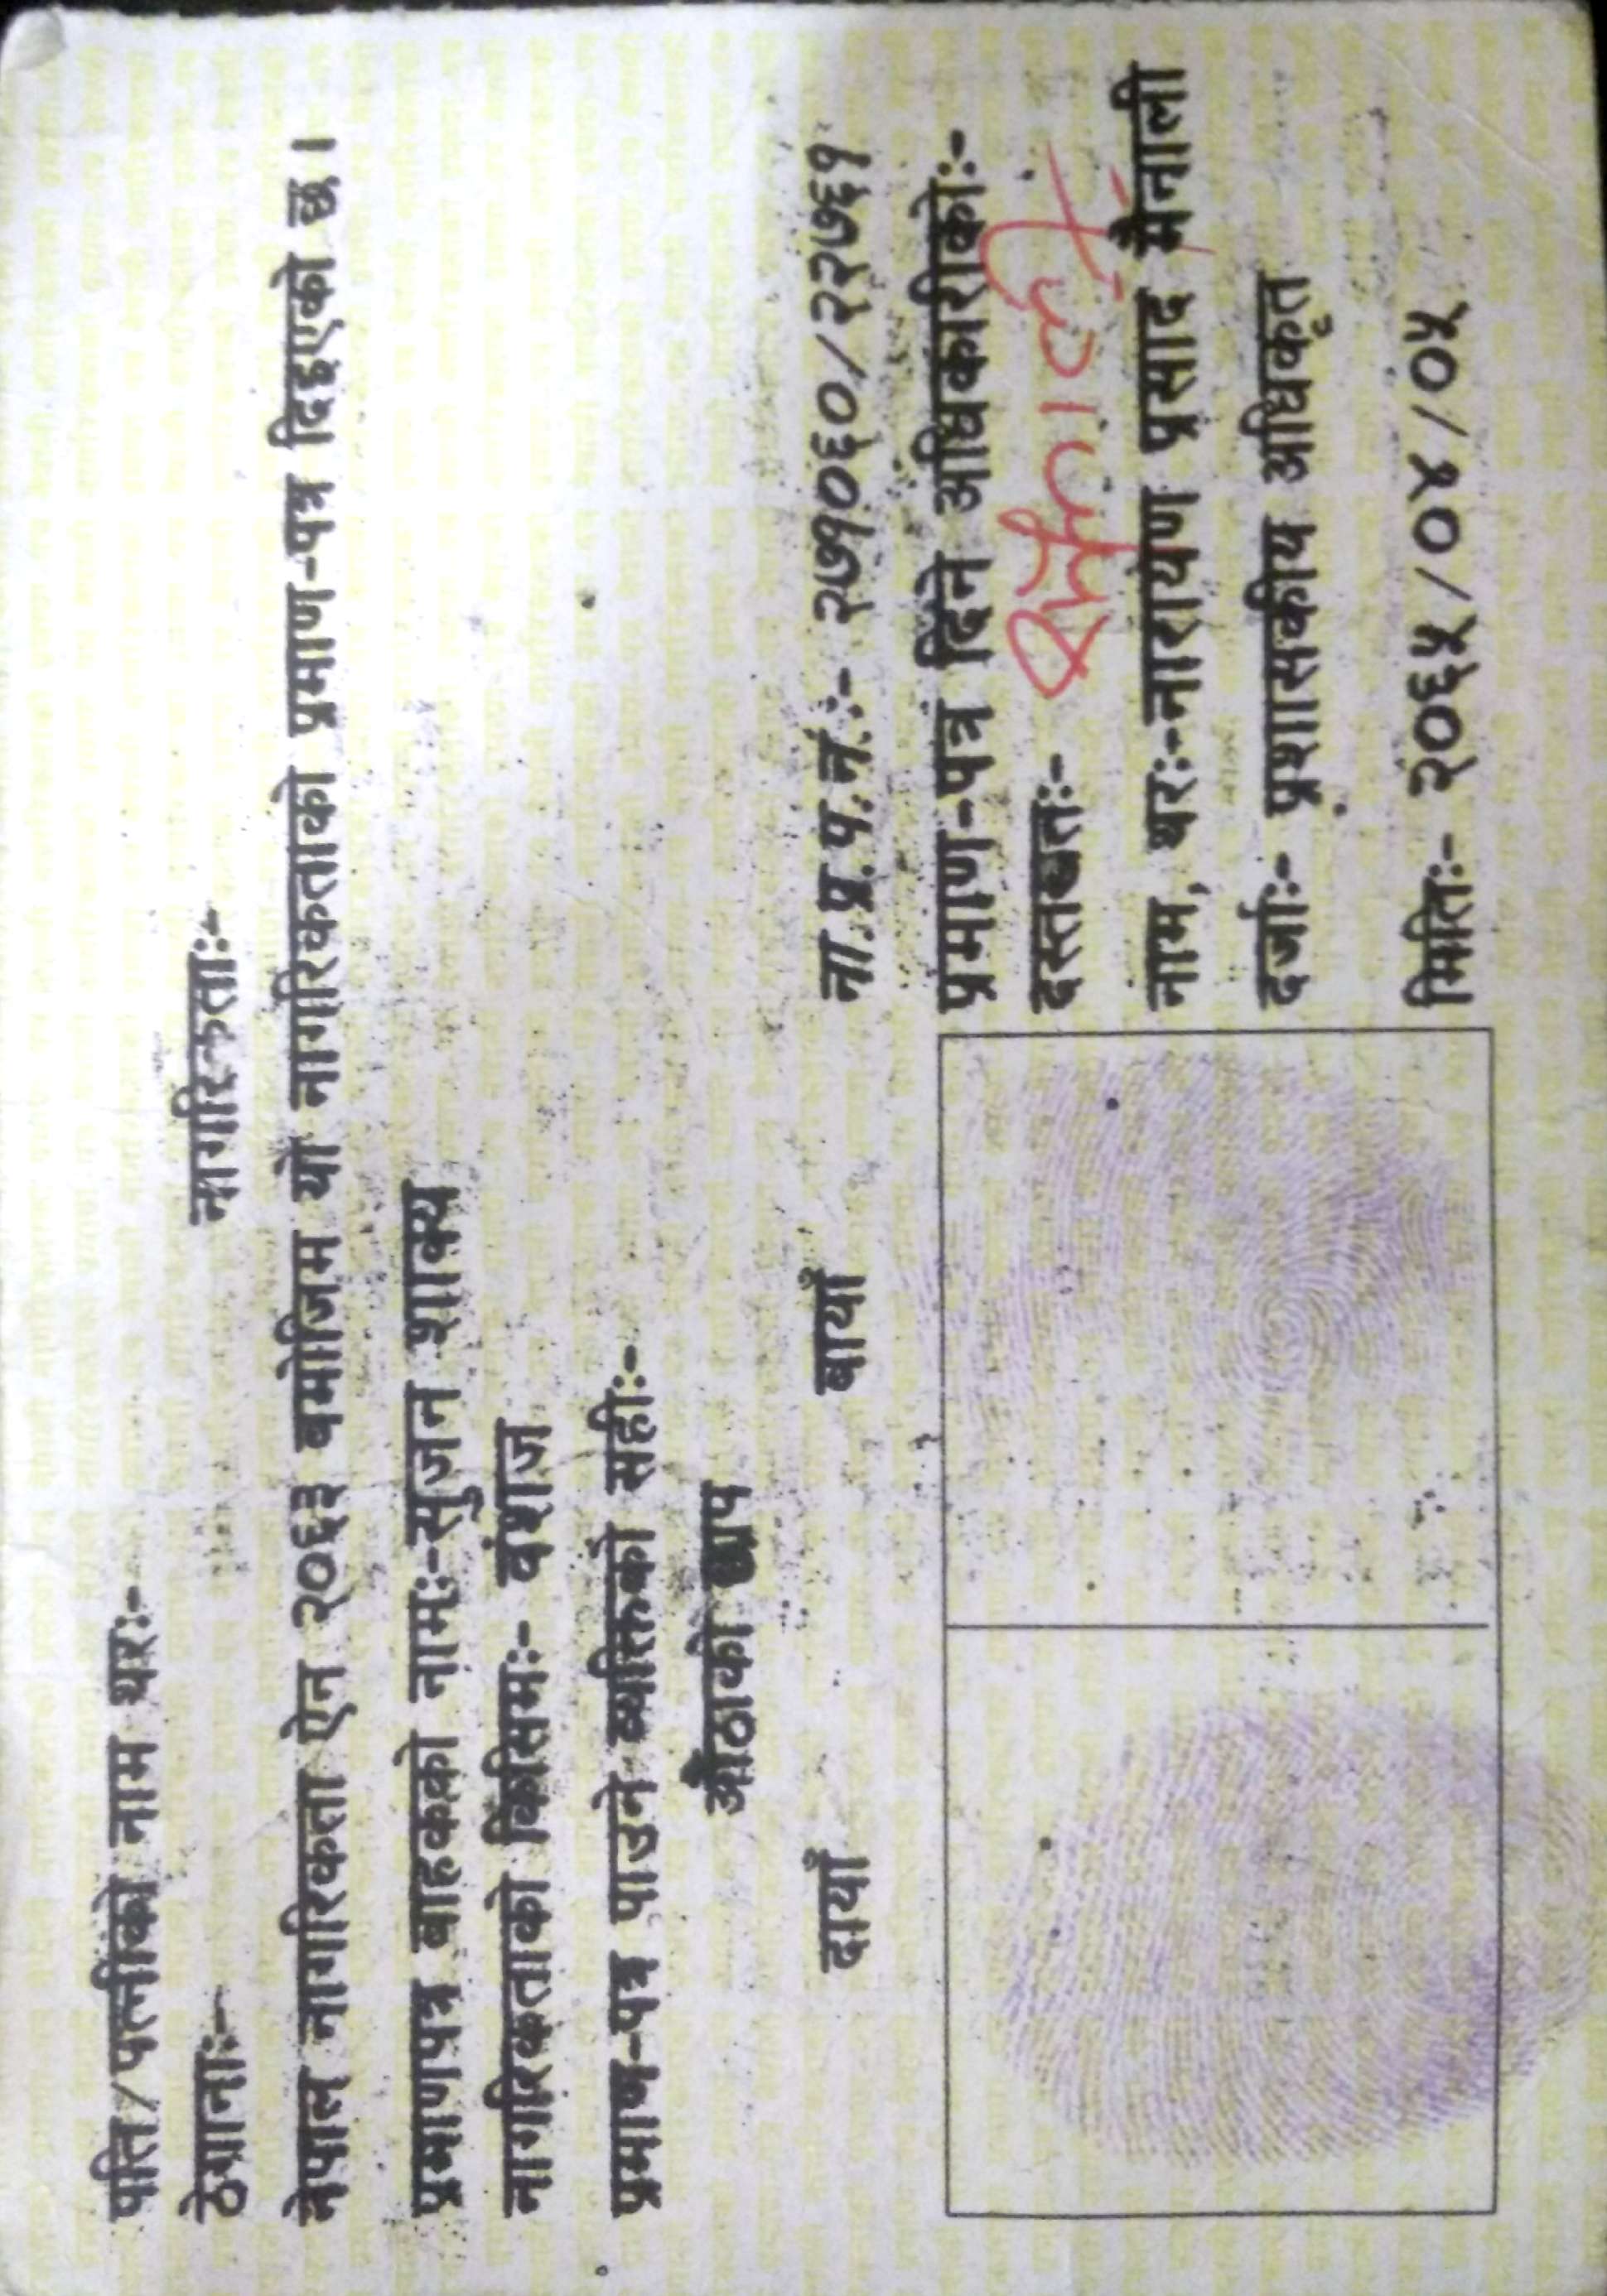 पति/पत्नीको नाम थर:-
ठेगाना:- नागरिकता:-
नेपाल नागरिकता ऐन २०६३ बमोजिम यो नागरिकताको प्रमाण-पत्र दिइएको छ ।
प्रमाणपत्र बाहकको नाम:-सुजन शाक्य
नागरिकताको किसिम:- वंशज
प्रमाण-पत्र पाउने ब्यक्तिको सही:-
औंठाको छाप
दायाँ बायाँ
ना.प्र.प.नं.:- २७१०६०/२२७६१
प्रमाण-पत्र दिने अधिकारीको:-
दस्तखत:-
नाम, थर:-नारायण प्रसाद मैनाली
दर्जा:- प्रशासकीय अधिकृत
मिति:- २०६५/०४/०५